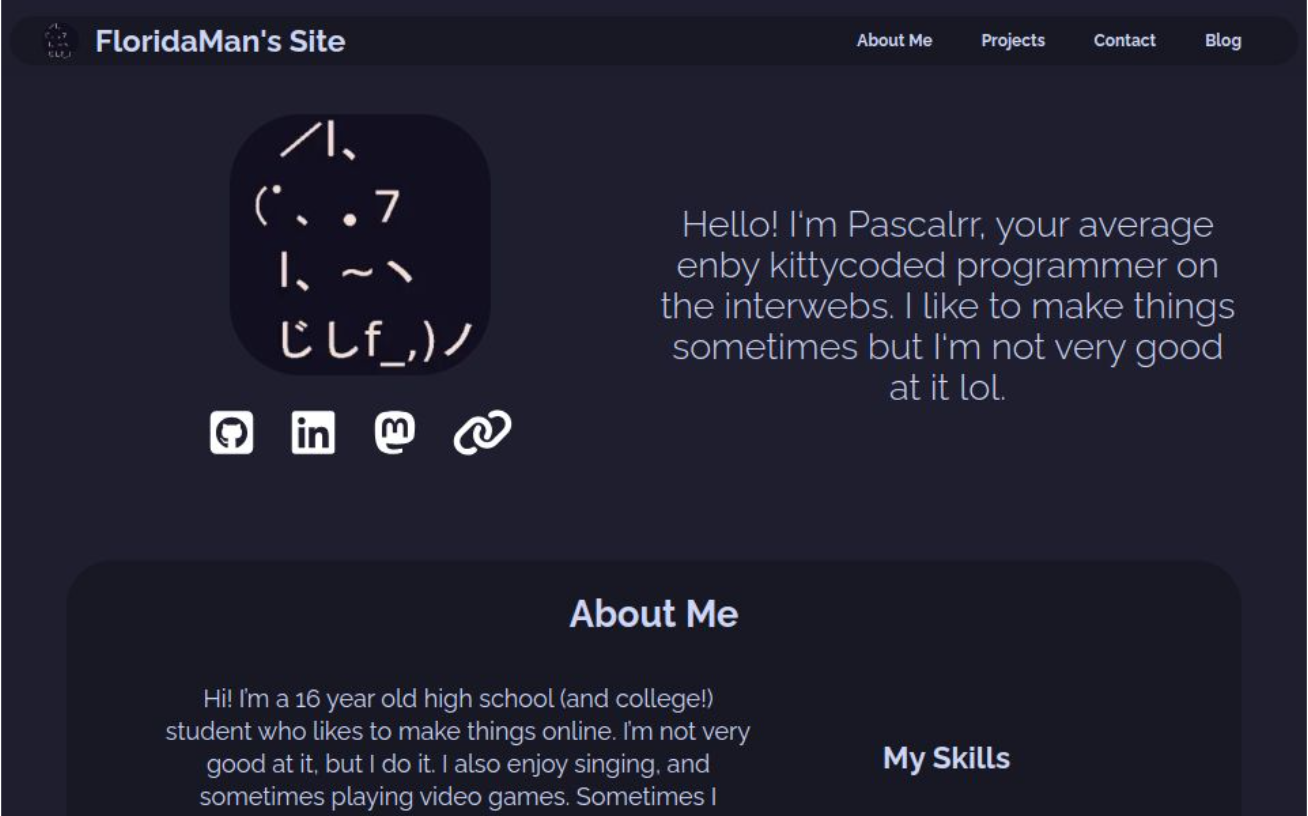 FloridaMan's Site
About Me
Projects
Contact
Blog
／l、
（ﾟ､ 。７
l、~ヽ
じしf_,)ノ
Hello! I'm Pascalrr, your average
enby kittycoded programmer on
the interwebs. I like to make things
sometimes but I'm not very good
at it lol.
in
m
About Me
Hi! I'm a 16 year old high school (and college!)
student who likes to make things online. I'm not very
good at it, but I do it. I also enjoy singing, and
sometimes playing video games. Sometimes I
My Skills